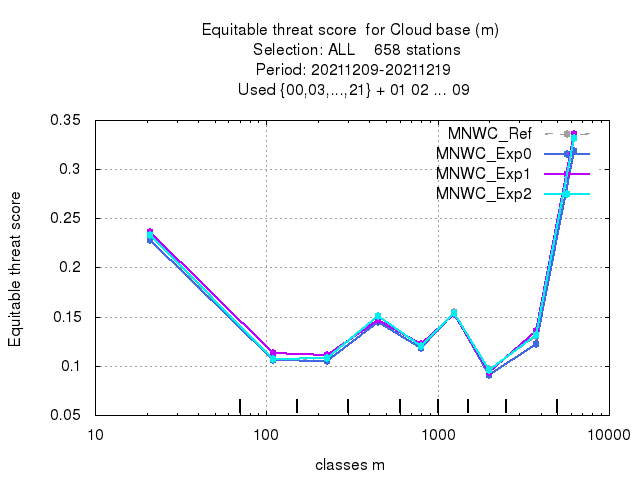 Equitable threat score  for Cloud base (m)
Selection: ALL    658 stations
Period: 20211209-20211219
Used {00,03,...,21} + 01 02 ... 09
0.35
0.3
0.25
0.2
0.15
0.1
0.05
Equitable threat score
MNWC_Ref
MNWC_Exp0
MNWC_Exp1
MNWC_Exp2
10
100
1000
10000
classes m